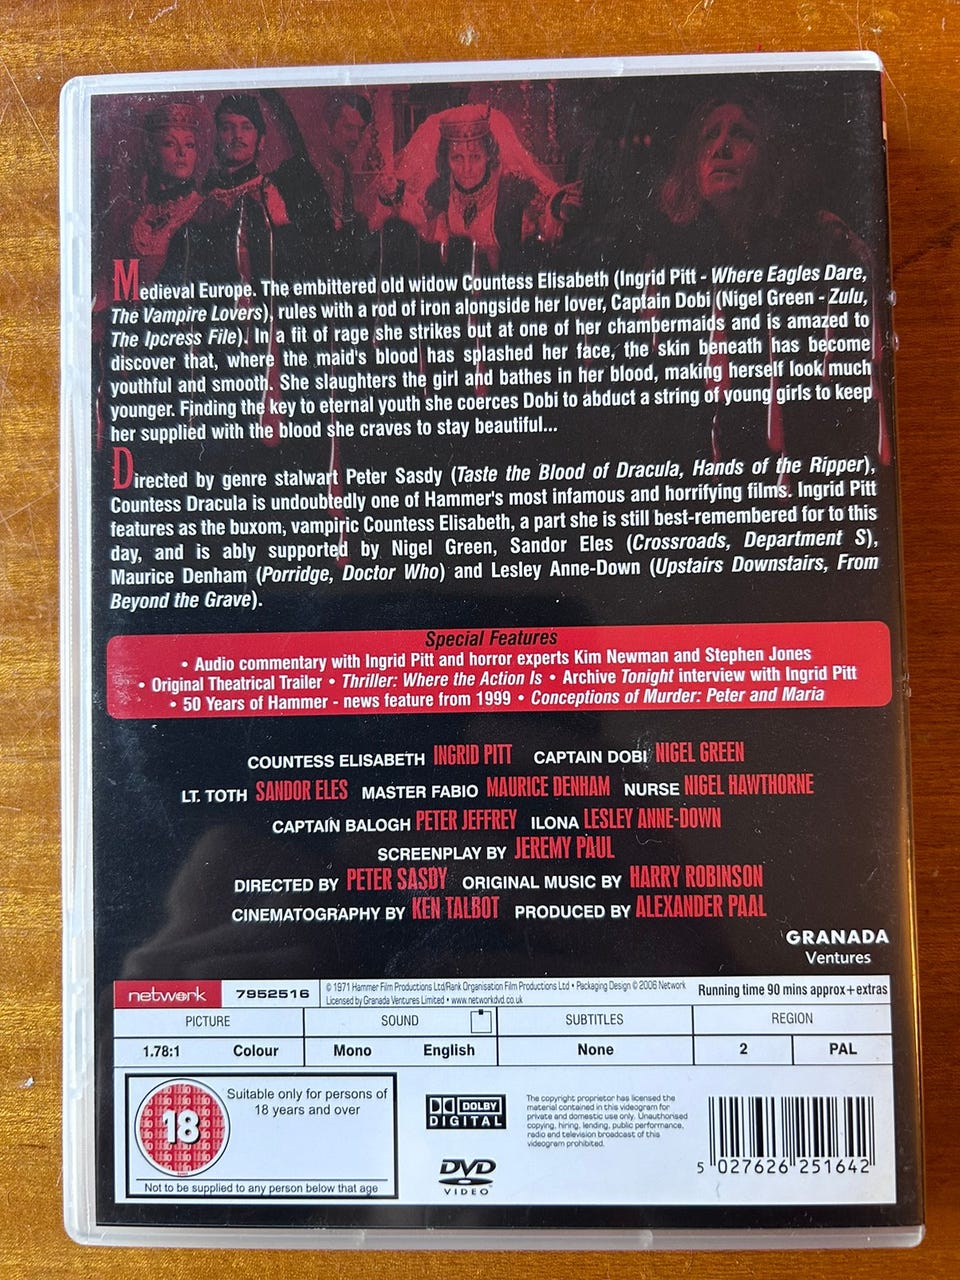 Medieval Europe. The embittered old widow Countess Elisabeth (Ingrid Pitt - Where Eagles Dare,
The Vampire Lovers), rules with a rod of iron alongside her lover, Captain Dobi (Nigel Green - Zulu,
The Ipcress File). In a fit of rage she strikes out at one of her chambermaids and is amazed to
discover that, where the maid's blood has splashed her face, the skin beneath has become
youthful and smooth. She slaughters the girl and bathes in her blood, making herself look much
younger. Finding the key to eternal youth she coerces Dobi to abduct a string of young girls to keep
her supplied with the blood she craves to stay beautiful...
Directed by genre stalwart Peter Sasdy (Taste the Blood of Dracula, Hands of the Ripper),
Countess Dracula is undoubtedly one of Hammer's most infamous and horrifying films. Ingrid Pitt
features as the buxom, vampiric Countess Elisabeth, a part she is still best-remembered for to this
day, and is ably supported by Nigel Green, Sandor Eles (Crossroads, Department S),
Maurice Denham (Porridge, Doctor Who) and Lesley Anne-Down (Upstairs Downstairs, From
Beyond the Grave).
Special Features
• Audio commentary with Ingrid Pitt and horror experts Kim Newman and Stephen Jones
• Original Theatrical Trailer • Thriller: Where the Action Is • Archive Tonight interview with Ingrid Pitt
• 50 Years of Hammer - news feature from 1999 • Conceptions of Murder: Peter and Maria
COUNTESS ELISABETH INGRID PITT CAPTAIN DOBI NIGEL GREEN
LT. TOTH SANDOR ELES MASTER FABIO MAURICE DENHAM NURSE NIGEL HAWTHORNE
CAPTAIN BALOGH PETER JEFFREY ILONA LESLEY ANNE-DOWN
SCREENPLAY BY JEREMY PAUL
DIRECTED BY PETER SASDY ORIGINAL MUSIC BY HARRY ROBINSON
CINEMATOGRAPHY BY KEN TALBOT PRODUCED BY ALEXANDER PAAL
GRANADA
Ventures
network 7952516 © 1971 Hammer Film Productions Ltd/Rank Organisation Film Productions Ltd • Packaging Design © 2006 Network
Licensed by Granada Ventures Limited • www.networkdvd.co.uk
Running time 90 mins approx+extras
PICTURE SOUND SUBTITLES REGION
1.78:1 Colour Mono English None 2 PAL
18
Suitable only for persons of
18 years and over
Not to be supplied to any person below that age
DOLBY
DIGITAL
DVD
VIDEO
The copyright proprietor has licensed the
material contained in this videogram for
private and domestic use only. Unauthorised
copying, hiring, lending, public performance,
radio and television broadcast of this
videogram prohibited.
5 027626 251642